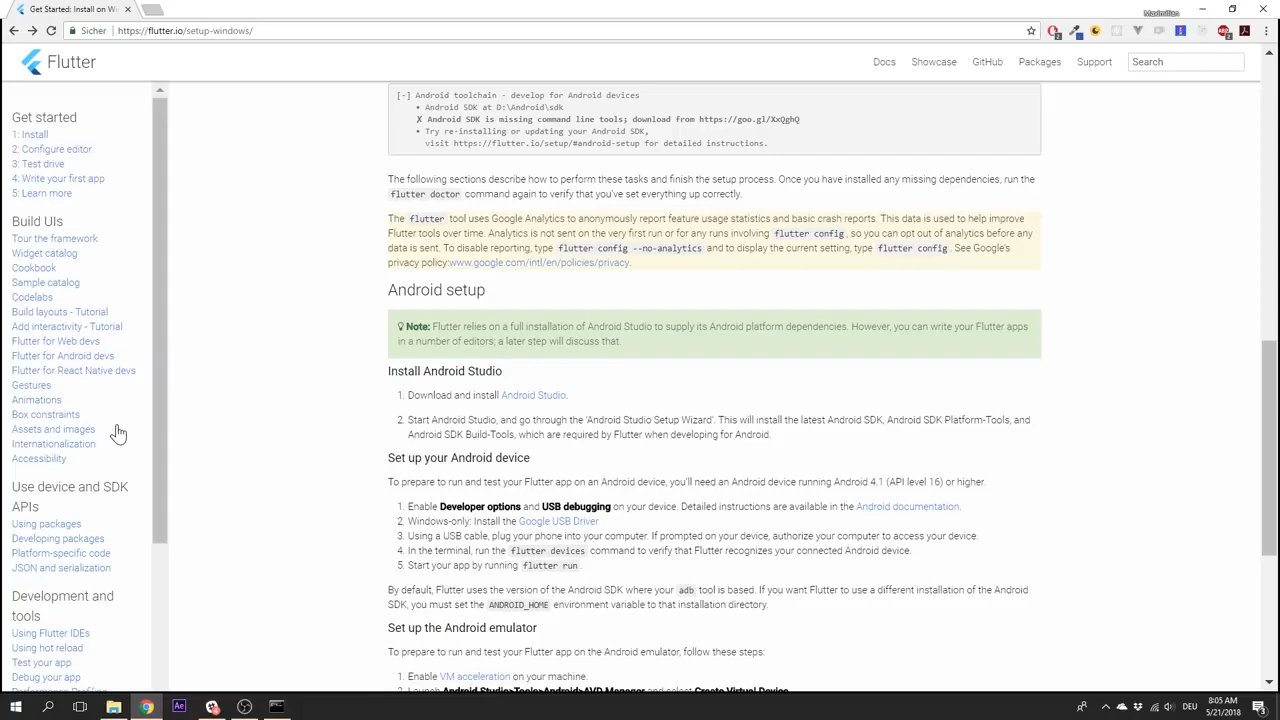 Get Started: Install on Wi
Maximilian
Sicher
https://flutter.io/setup-windows/
Flutter
Docs
Showcase
GitHub
Packages
Support
Search
Get started
1: Install
2: Configure editor
3: Test drive
4: Write your first app
5: Learn more
Build UIs
Tour the framework
Widget catalog
Cookbook
Sample catalog
Codelabs
Build layouts - Tutorial
Add interactivity - Tutorial
Flutter for Web devs
Flutter for Android devs
Flutter for React Native devs
Gestures
Animations
Box constraints
Assets and images
Internationalization
Accessibility
Use device and SDK
APIs
Using packages
Developing packages
Platform-specific code
JSON and serialization
Development and
tools
Using Flutter IDEs
Using hot reload
Test your app
Debug your app
Performance Profiling
[-] Android toolchain - develop for Android devices
• Android SDK at D:\Android\sdk
✗ Android SDK is missing command line tools; download from https://goo.gl/XxQghQ
• Try re-installing or updating your Android SDK,
visit https://flutter.io/setup/#android-setup for detailed instructions.
The following sections describe how to perform these tasks and finish the setup process. Once you have installed any missing dependencies, run the
flutter doctor command again to verify that you've set everything up correctly.
The flutter tool uses Google Analytics to anonymously report feature usage statistics and basic crash reports. This data is used to help improve
Flutter tools over time. Analytics is not sent on the very first run or for any runs involving flutter config, so you can opt out of analytics before any
data is sent. To disable reporting, type flutter config --no-analytics and to display the current setting, type flutter config. See Google's
privacy policy:www.google.com/intl/en/policies/privacy.
Android setup
Note: Flutter relies on a full installation of Android Studio to supply its Android platform dependencies. However, you can write your Flutter apps
in a number of editors; a later step will discuss that.
Install Android Studio
1. Download and install Android Studio.
2. Start Android Studio, and go through the 'Android Studio Setup Wizard'. This will install the latest Android SDK, Android SDK Platform-Tools, and
Android SDK Build-Tools, which are required by Flutter when developing for Android.
Set up your Android device
To prepare to run and test your Flutter app on an Android device, you'll need an Android device running Android 4.1 (API level 16) or higher.
1. Enable Developer options and USB debugging on your device. Detailed instructions are available in the Android documentation.
2. Windows-only: Install the Google USB Driver
3. Using a USB cable, plug your phone into your computer. If prompted on your device, authorize your computer to access your device.
4. In the terminal, run the flutter devices command to verify that Flutter recognizes your connected Android device.
5. Start your app by running flutter run.
By default, Flutter uses the version of the Android SDK where your adb tool is based. If you want Flutter to use a different installation of the Android
SDK, you must set the ANDROID_HOME environment variable to that installation directory.
Set up the Android emulator
To prepare to run and test your Flutter app on the Android emulator, follow these steps:
1. Enable VM acceleration on your machine.
2. Launch Android Studio>Tools>Android>AVD Manager and select Create Virtual Device.
DEU
8:05 AM
5/21/2018